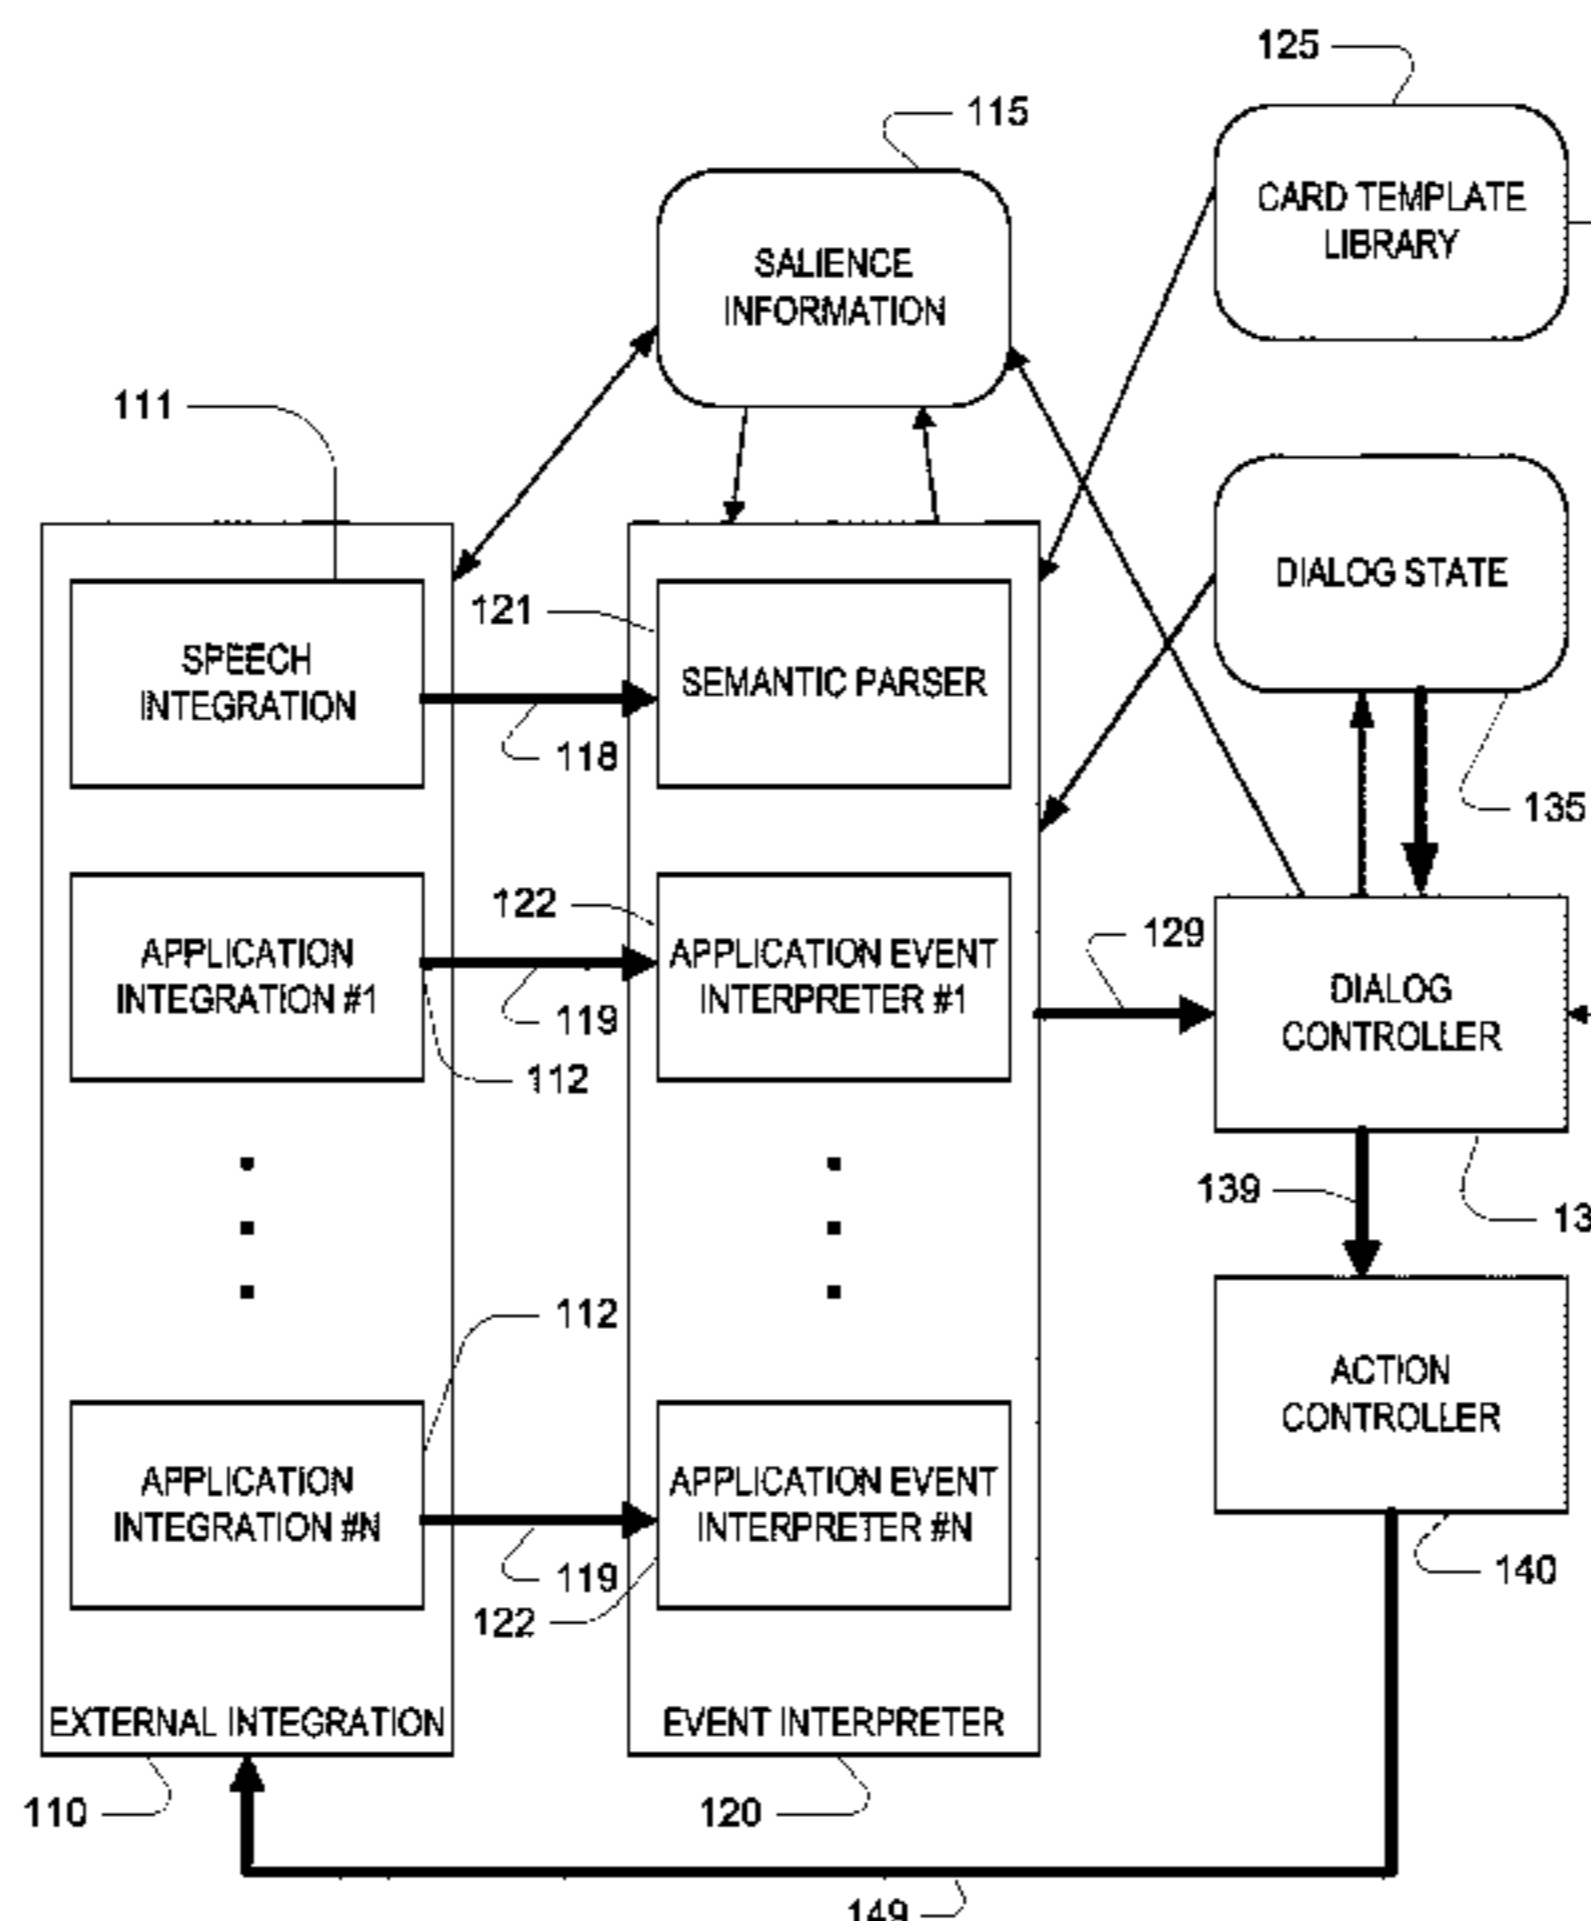 125
115
CARD TEMPLATE
LIBRARY
SALIENCE
INFORMATION
111
DIALOG STATE
121
SPEECH
INTEGRATION
SEMANTIC PARSER
118
135
122
129
APPLICATION
INTEGRATION #1
APPLICATION EVENT
INTERPRETER #1
DIALOG
CONTROLLER
119
112
139
13
112
ACTION
CONTROLLER
APPLICATION
INTEGRATION #N
APPLICATION EVENT
INTERPRETER #N
119
140
122
EXTERNAL INTEGRATION
EVENT INTERPRETER
110
120
149